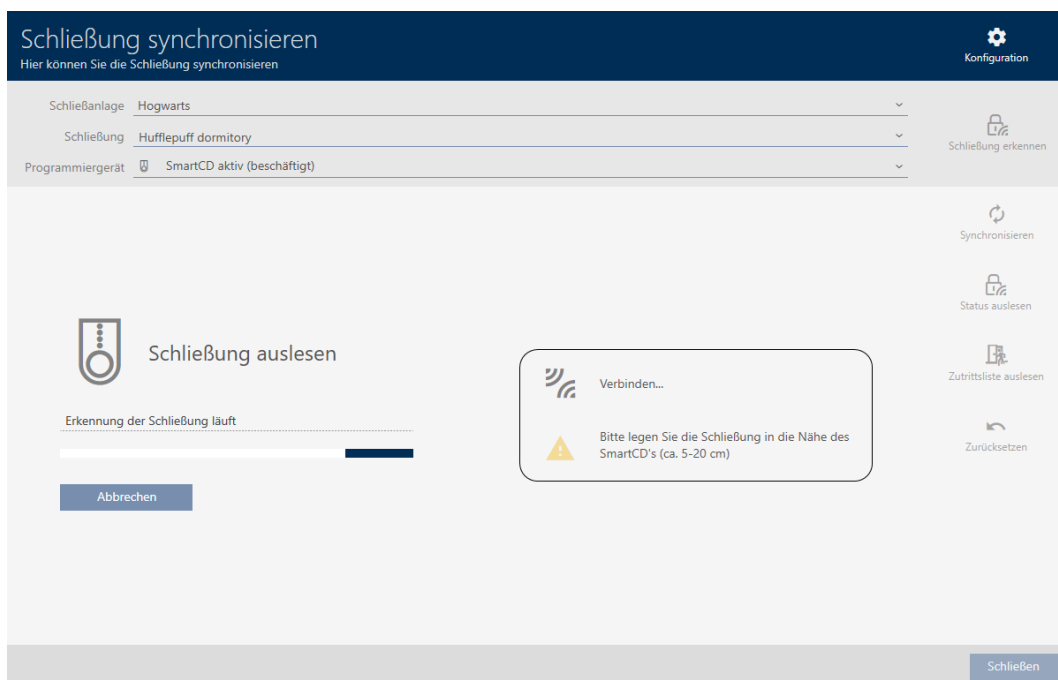 Schließung synchronisieren
Hier können Sie die Schließung synchronisieren
Konfiguration
Schließanlage Hogwarts
Schließung Hufflepuff dormitory
Programmiergerät SmartCD aktiv (beschäftigt)
Schließung erkennen
Synchronisieren
Status auslesen
Zutrittsliste auslesen
Zurücksetzen
Schließung auslesen
Erkennung der Schließung läuft
Abbrechen
Verbinden...
Bitte legen Sie die Schließung in die Nähe des
SmartCD's (ca. 5-20 cm)
Schließen